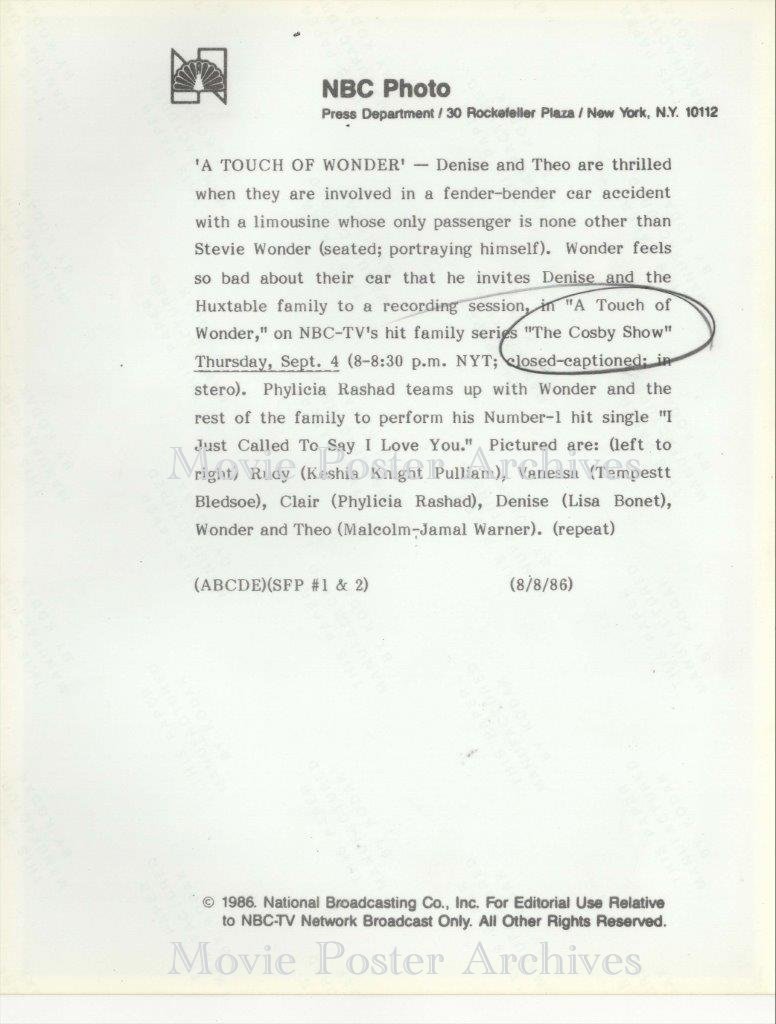 NBC Photo
Press Department / 30 Rockefeller Plaza / New York, N.Y. 10112
'A TOUCH OF WONDER' — Denise and Theo are thrilled
when they are involved in a fender-bender car accident
with a limousine whose only passenger is none other than
Stevie Wonder (seated; portraying himself). Wonder feels
so bad about their car that he invites Denise and the
Huxtable family to a recording session, in "A Touch of
Wonder," on NBC-TV's hit family series "The Cosby Show"
Thursday, Sept. 4 (8-8:30 p.m. NYT; closed-captioned; in
stero). Phylicia Rashad teams up with Wonder and the
rest of the family to perform his Number-1 hit single "I
Just Called To Say I Love You." Pictured are: (left to
right) Rudy (Keshia Knight Pulliam), Vanessa (Tempestt
Bledsoe), Clair (Phylicia Rashad), Denise (Lisa Bonet),
Wonder and Theo (Malcolm-Jamal Warner). (repeat)
(ABCDE)(SFP #1 & 2) (8/8/86)
© 1986. National Broadcasting Co., Inc. For Editorial Use Relative
to NBC-TV Network Broadcast Only. All Other Rights Reserved.
Movie Poster Archives
Movie Poster Archives